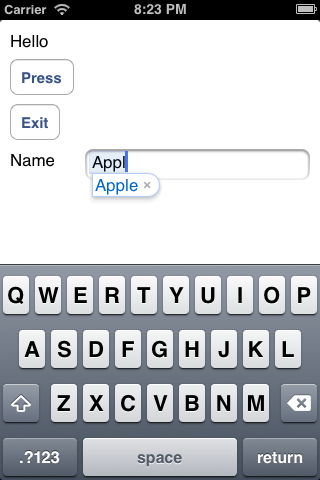 Carrier 8:23 PM
Hello
Press
Exit
Name Appl
Apple ×
Q W E R T Y U I O P
A S D F G H J K L
Z X C V B N M
.?123 space return